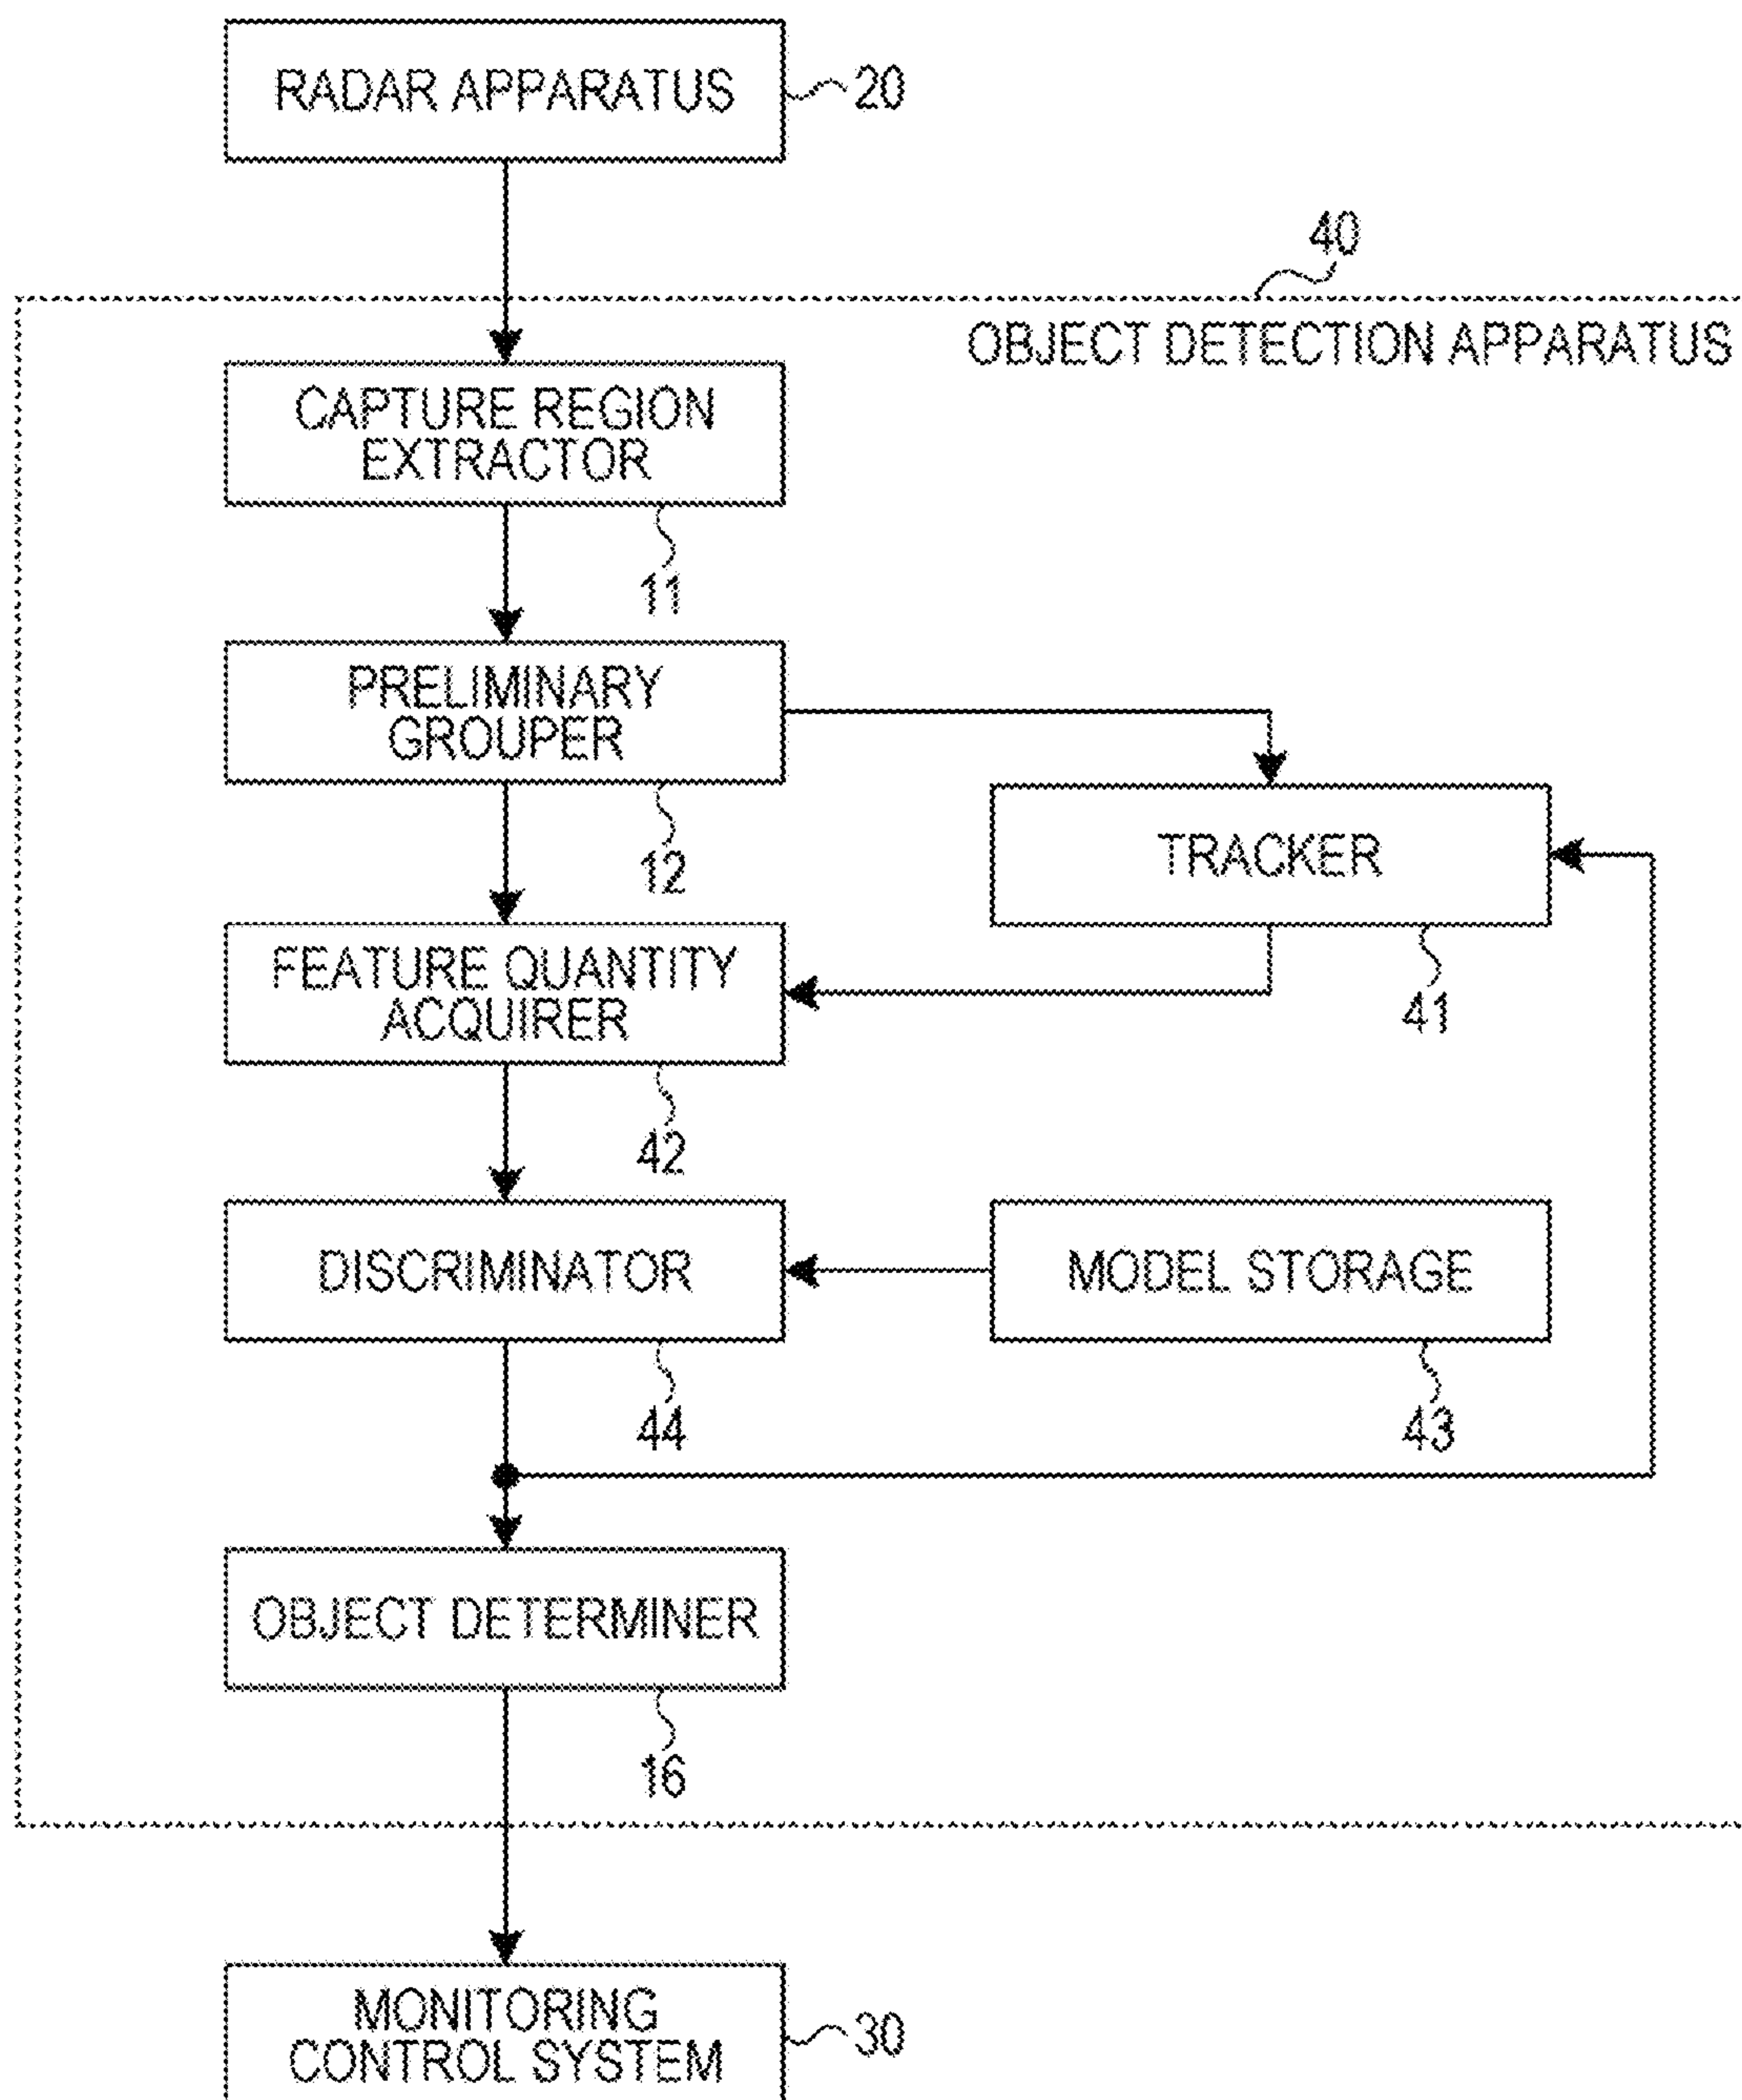 RADAR APPARATUS
20
40
OBJECT DETECTION APPARATUS
CAPTURE REGION
EXTRACTOR
11
PRELIMINARY
GROUPER
12
TRACKER
41
FEATURE QUANTITY
ACQUIRER
42
DISCRIMINATOR
44
MODEL STORAGE
43
OBJECT DETERMINER
16
MONITORING
CONTROL SYSTEM
30